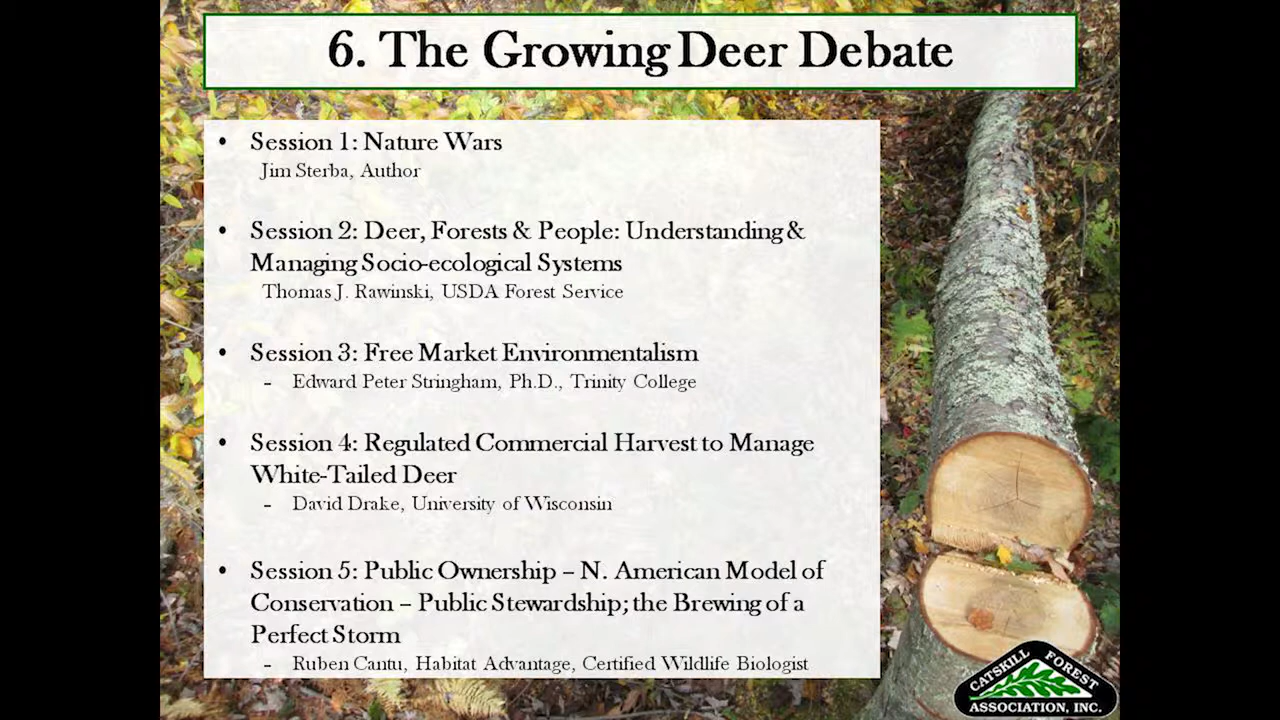 6. The Growing Deer Debate
• Session 1: Nature Wars
Jim Sterba, Author
• Session 2: Deer, Forests & People: Understanding &
Managing Socio-ecological Systems
Thomas J. Rawinski, USDA Forest Service
• Session 3: Free Market Environmentalism
- Edward Peter Stringham, Ph.D., Trinity College
• Session 4: Regulated Commercial Harvest to Manage
White-Tailed Deer
- David Drake, University of Wisconsin
• Session 5: Public Ownership – N. American Model of
Conservation – Public Stewardship; the Brewing of a
Perfect Storm
- Ruben Cantu, Habitat Advantage, Certified Wildlife Biologist
CATSKILL FOREST
ASSOCIATION, INC.